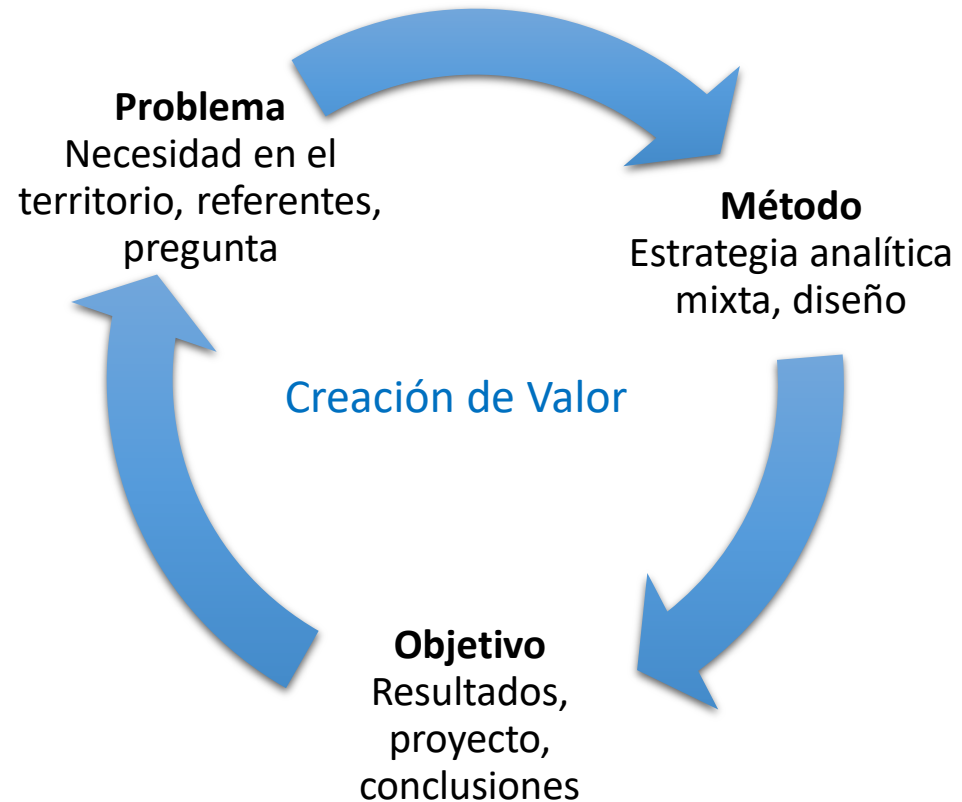 Problema
Necesidad en el
territorio, referentes,
pregunta
Método
Estrategia analítica
mixta, diseño
Creación de Valor
Objetivo
Resultados,
proyecto,
conclusiones